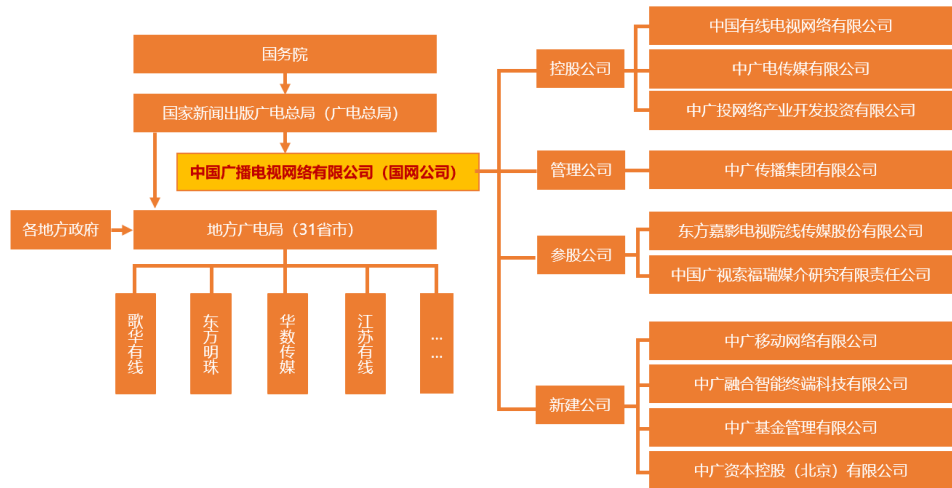 国务院
国家新闻出版广电总局（广电总局）
中国广播电视网络有限公司（国网公司）
各地方政府
地方广电局（31省市）
歌华有线
东方明珠
华数传媒
江苏有线
……
控股公司
中国有线电视网络有限公司
中广电传媒有限公司
中广投网络产业开发投资有限公司
管理公司
中广传播集团有限公司
参股公司
东方嘉影电视院线传媒股份有限公司
中国广视索福瑞媒介研究有限责任公司
新建公司
中广移动网络有限公司
中广融合智能终端科技有限公司
中广基金管理有限公司
中广资本控股（北京）有限公司